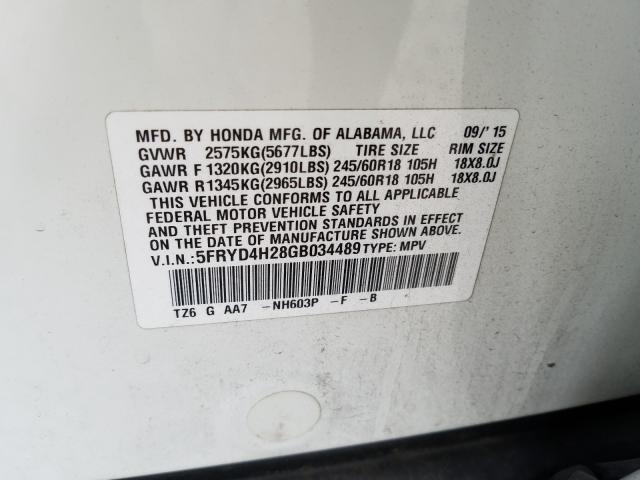 MFD. BY HONDA MFG. OF ALABAMA, LLC 09/'15
GVWR 2575KG(5677LBS) TIRE SIZE RIM SIZE
GAWR F 1320KG(2910LBS) 245/60R18 105H 18X8.0J
GAWR R1345KG(2965LBS) 245/60R18 105H 18X8.0J
THIS VEHICLE CONFORMS TO ALL APPLICABLE
FEDERAL MOTOR VEHICLE SAFETY
AND THEFT PREVENTION STANDARDS IN EFFECT
ON THE DATE OF MANUFACTURE SHOWN ABOVE.
V.I.N.: 5FRYD4H28GB034489 TYPE: MPV
TZ6 G AA7 -NH603P -F -B